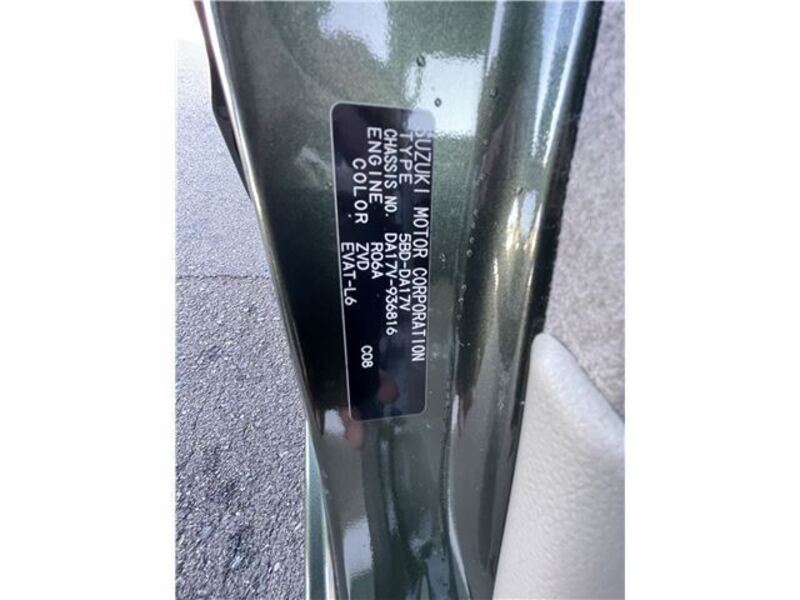 SUZUKI MOTOR CORPORATION
TYPE 5BD-DA17V
CHASSIS NO. DA17V-936816
ENGINE R06A
COLOR ZVD C08
EVAT-L6